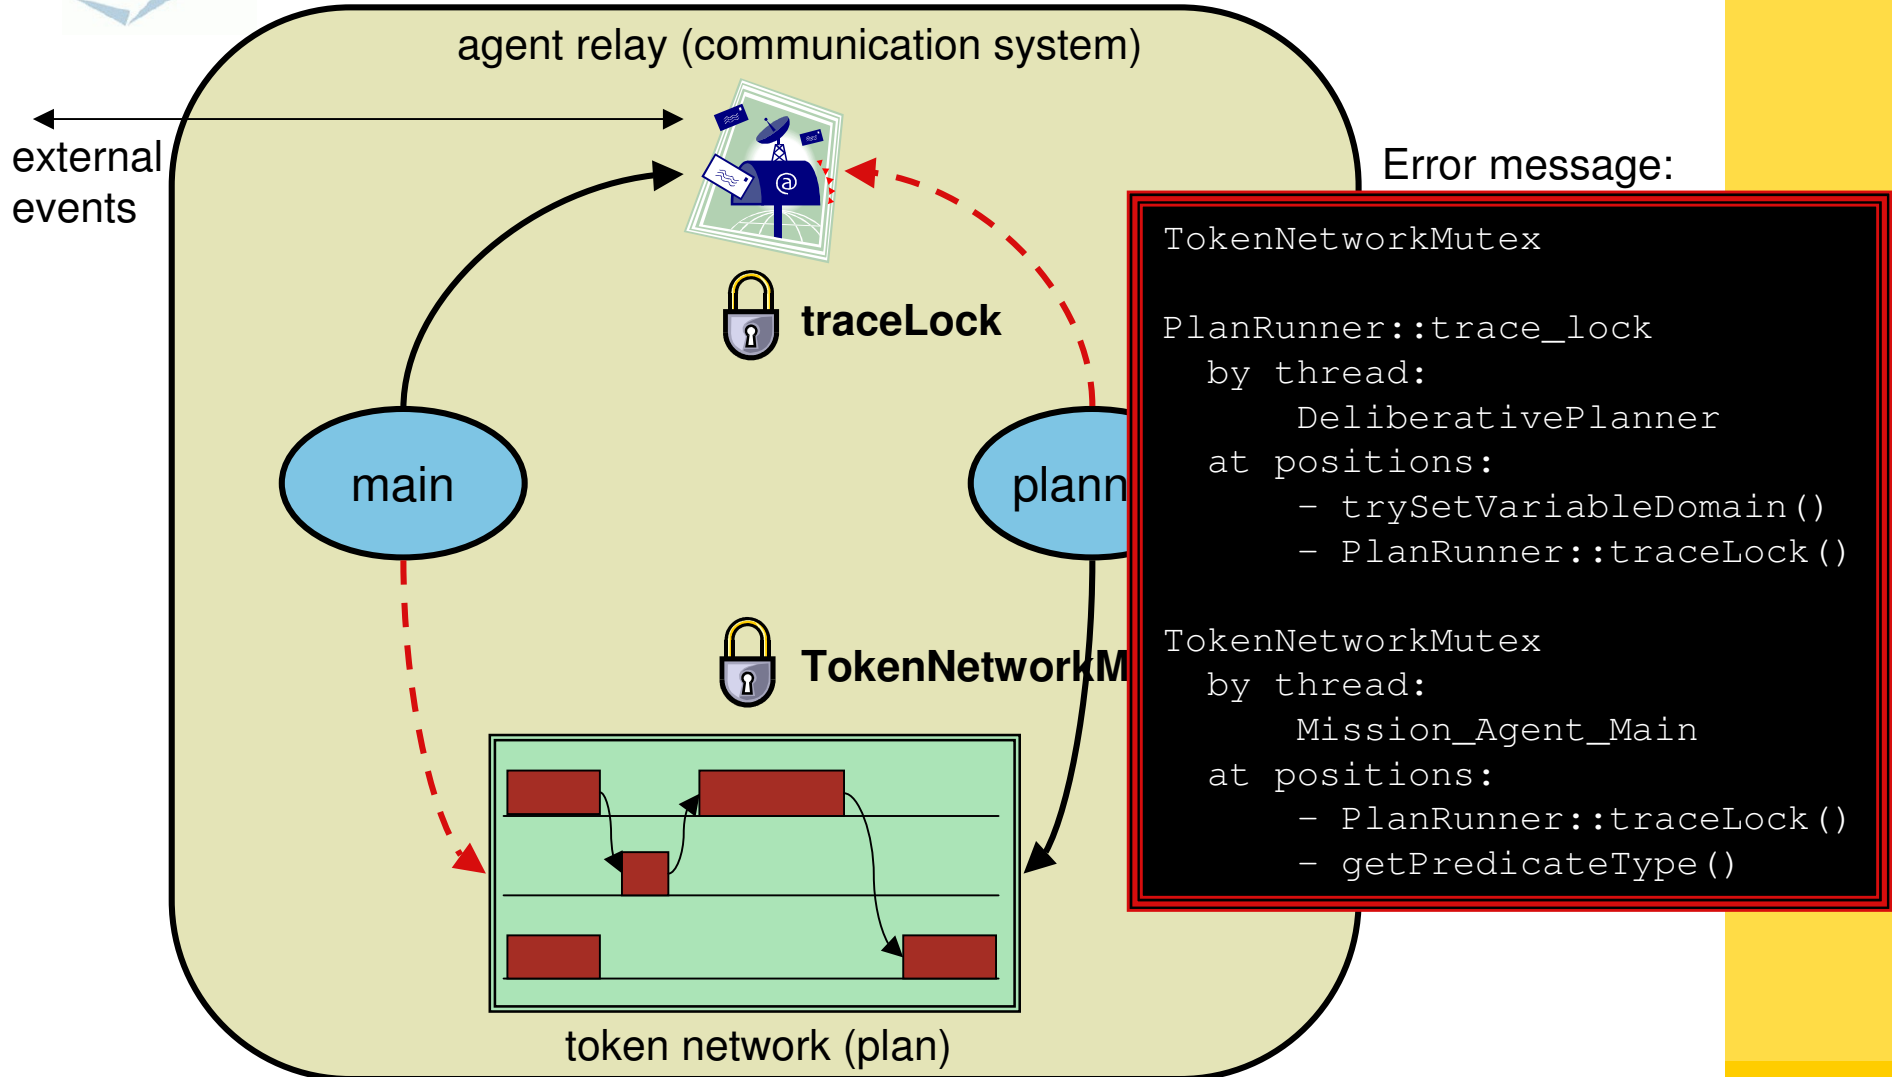 agent relay (communication system)
external
events
@
traceLock
main
plann
TokenNetworkM
token network (plan)
Error message:
TokenNetworkMutex
PlanRunner::trace_lock
by thread:
DeliberativePlanner
at positions:
- trySetVariableDomain()
- PlanRunner::traceLock()
TokenNetworkMutex
by thread:
Mission_Agent_Main
at positions:
- PlanRunner::traceLock()
- getPredicateType()